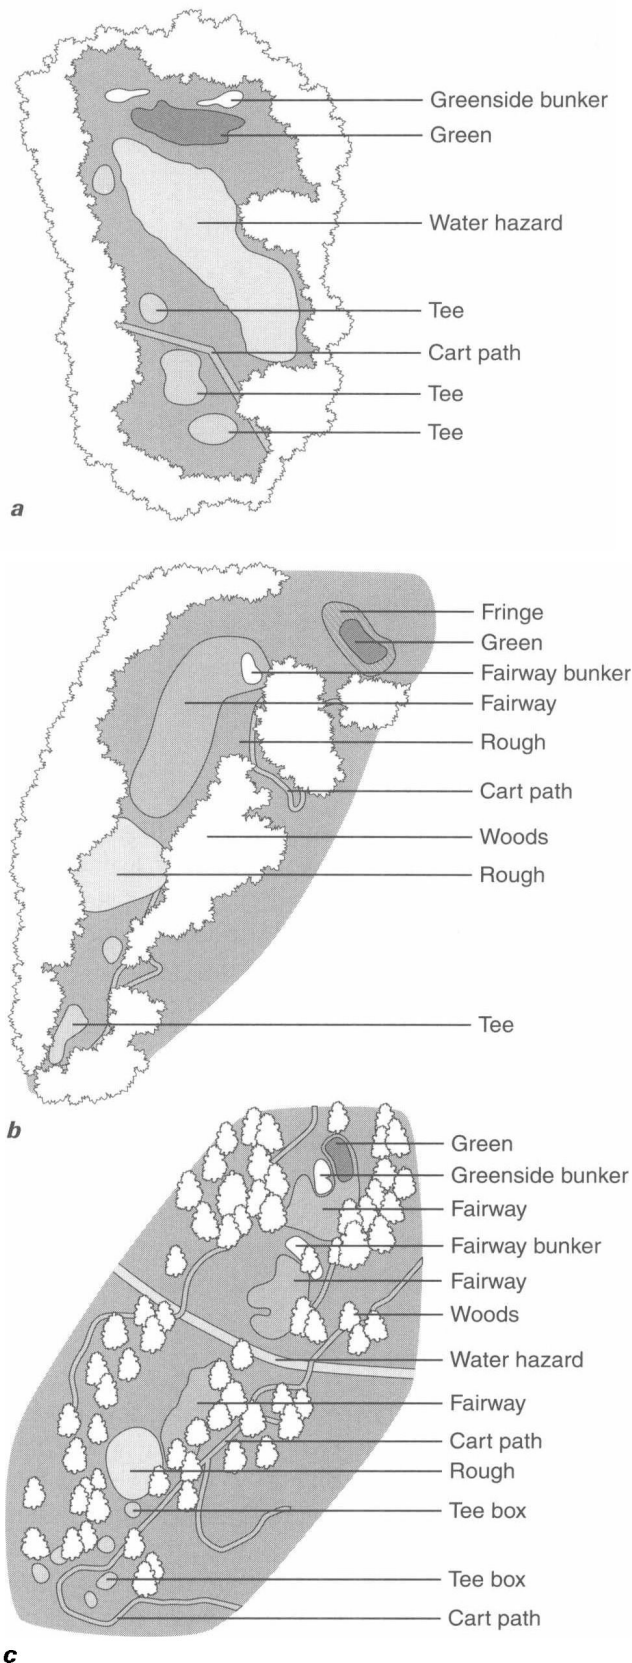 Greenside bunker
Green
Water hazard
Tee
Cart path
Tee
Tee
a
Fringe
Green
Fairway bunker
Fairway
Rough
Cart path
Woods
Rough
Tee
b
Green
Greenside bunker
Fairway
Fairway bunker
Fairway
Woods
Water hazard
Fairway
Cart path
Rough
Tee box
Tee box
Cart path
c